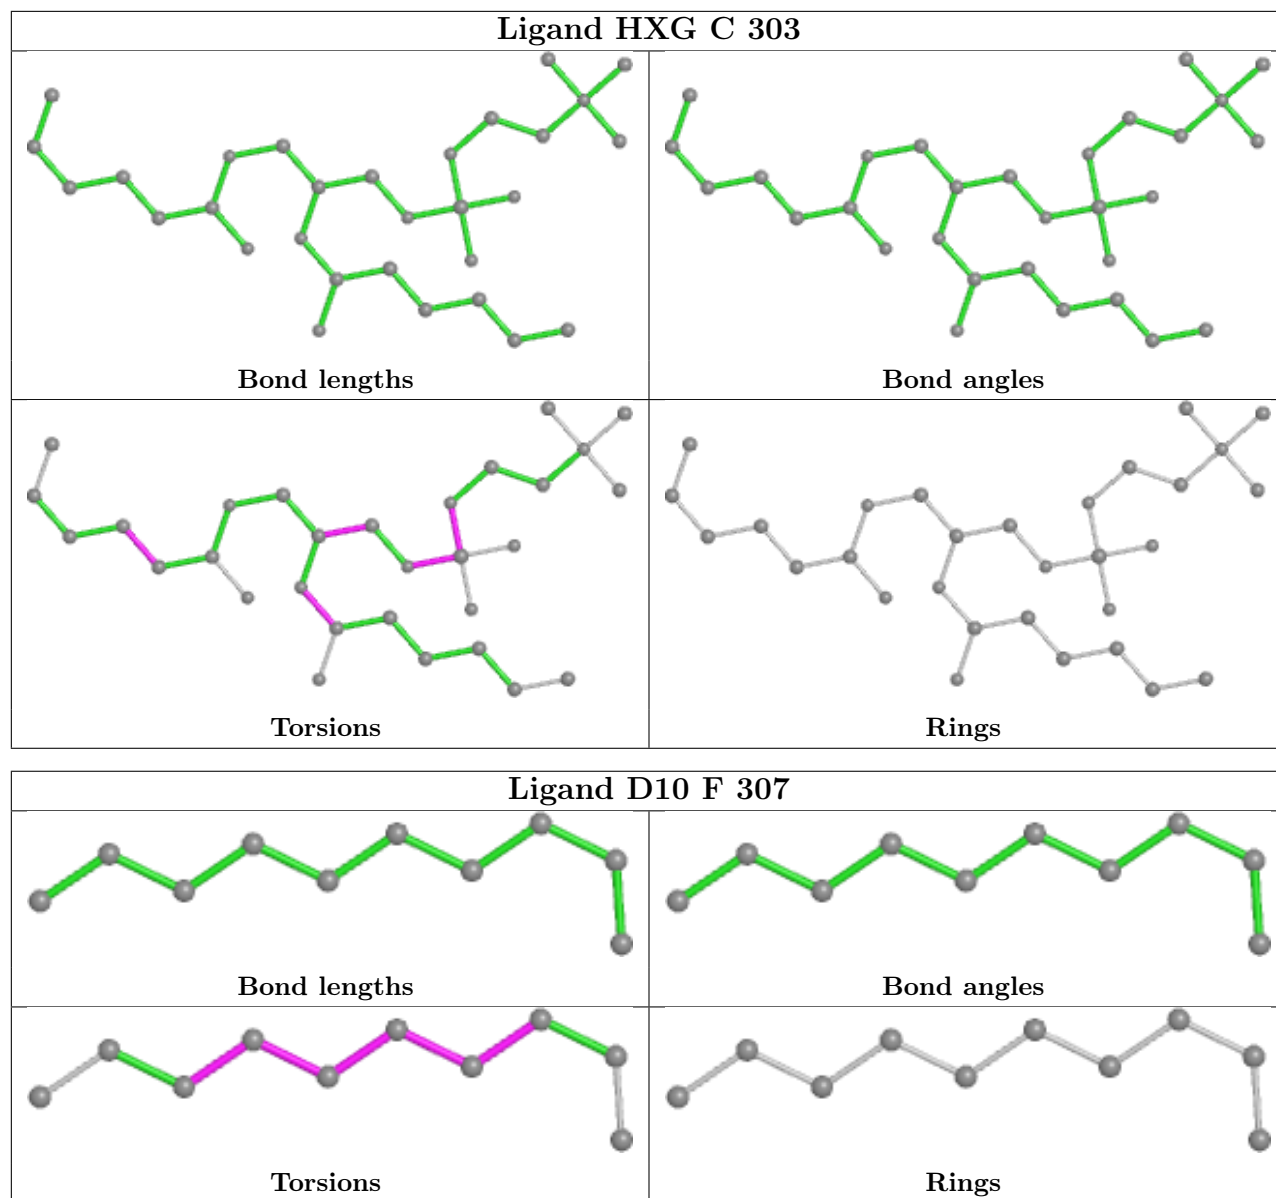 Ligand HXG C 303
Bond lengths
Bond angles
Torsions
Rings
Ligand D10 F 307
Bond lengths
Bond angles
Torsions
Rings